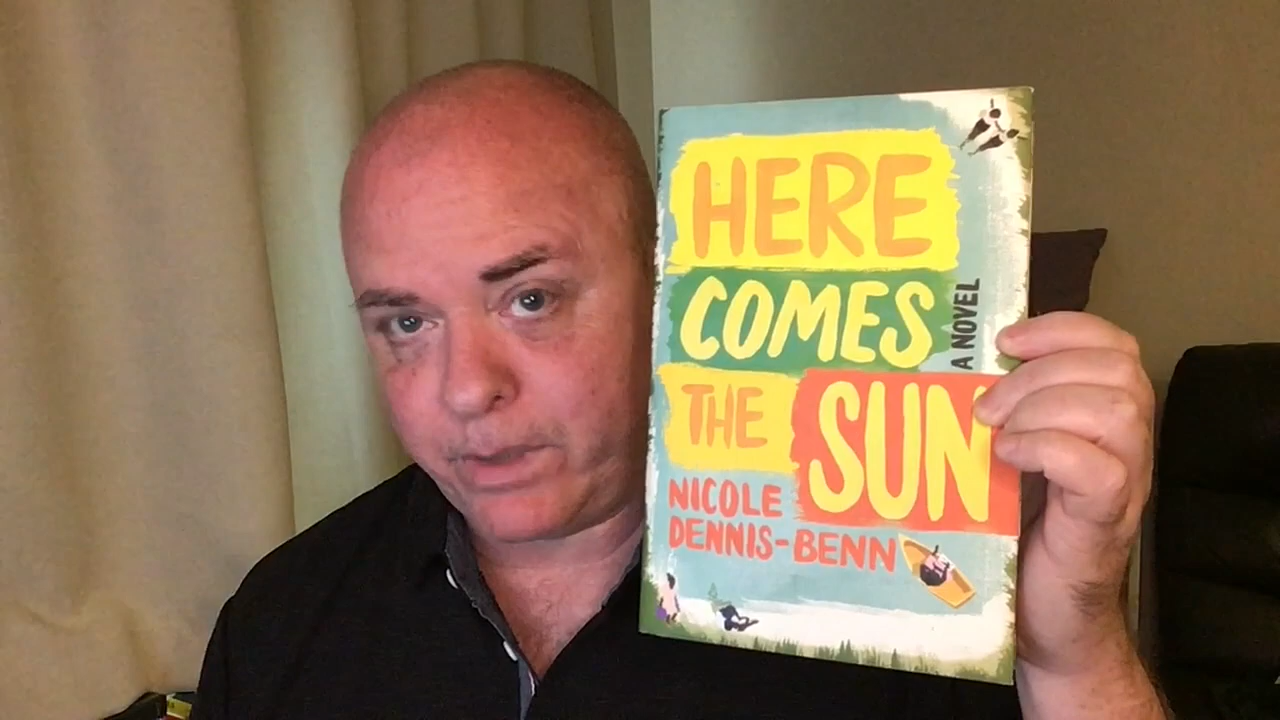 HERE
COMES
THE SUN
A NOVEL
NICOLE
DENNIS-BENN